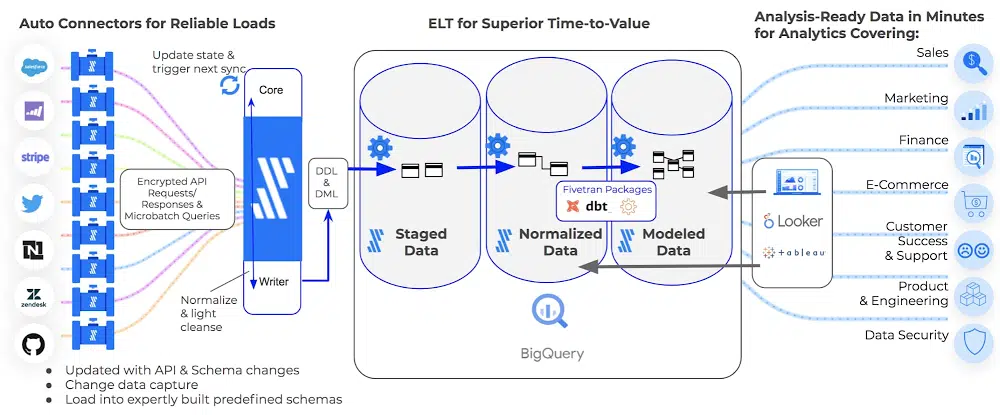 Auto Connectors for Reliable Loads
ELT for Superior Time-to-Value
Analysis-Ready Data in Minutes
for Analytics Covering:
Update state &
trigger next sync
salesforce
stripe
zendesk
Encrypted API
Requests/
Responses &
Microbatch Queries
Core
Writer
Normalize
& light
cleanse
DDL
&
DML
Staged
Data
Normalized
Data
Modeled
Data
Fivetran Packages
dbt
BigQuery
Looker
+ a b l e a u
Sales
Marketing
Finance
E-Commerce
Customer
Success
& Support
Product
& Engineering
Data Security
● Updated with API & Schema changes
● Change data capture
● Load into expertly built predefined schemas